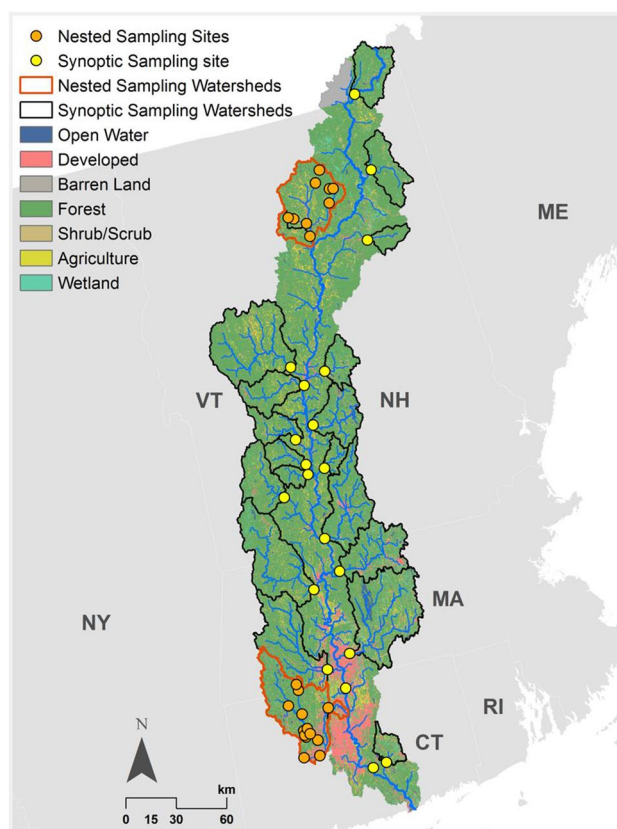 Nested Sampling Sites
Synoptic Sampling site
Nested Sampling Watersheds
Synoptic Sampling Watersheds
Open Water
Developed
Barren Land
Forest
Shrub/Scrub
Agriculture
Wetland
ME
VT
NH
NY
MA
RI
CT
N
km
0 15 30 60